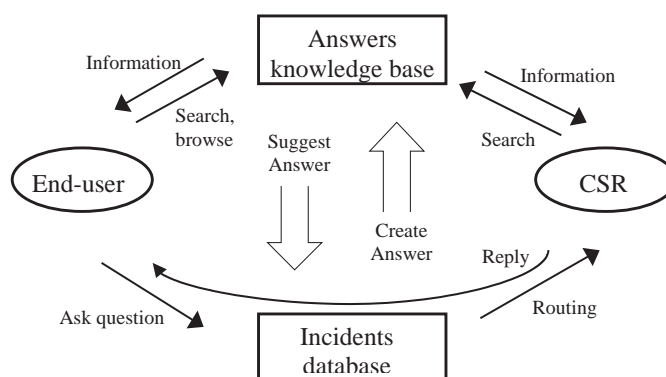 Answers
knowledge base
Information
Information
Search,
browse
Search
Suggest
Answer
End-user
CSR
Create
Answer
Reply
Ask question
Routing
Incidents
database